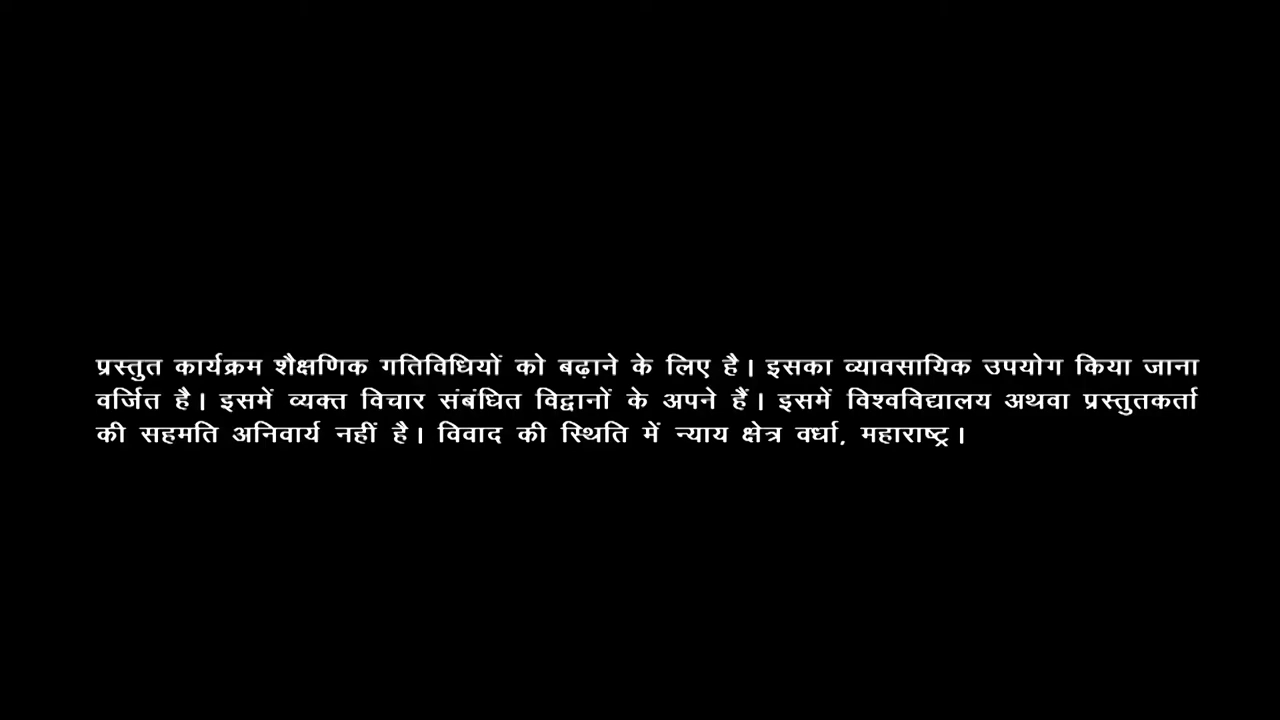 प्रस्तुत कार्यक्रम शैक्षणिक गतिविधियों को बढ़ाने के लिए है। इसका व्यावसायिक उपयोग किया जाना
वर्जित है। इसमें व्यक्त विचार संबंधित विद्वानों के अपने हैं। इसमें विश्वविद्यालय अथवा प्रस्तुतकर्ता
की सहमति अनिवार्य नहीं है। विवाद की स्थिति में न्याय क्षेत्र वर्धा, महाराष्ट्र।